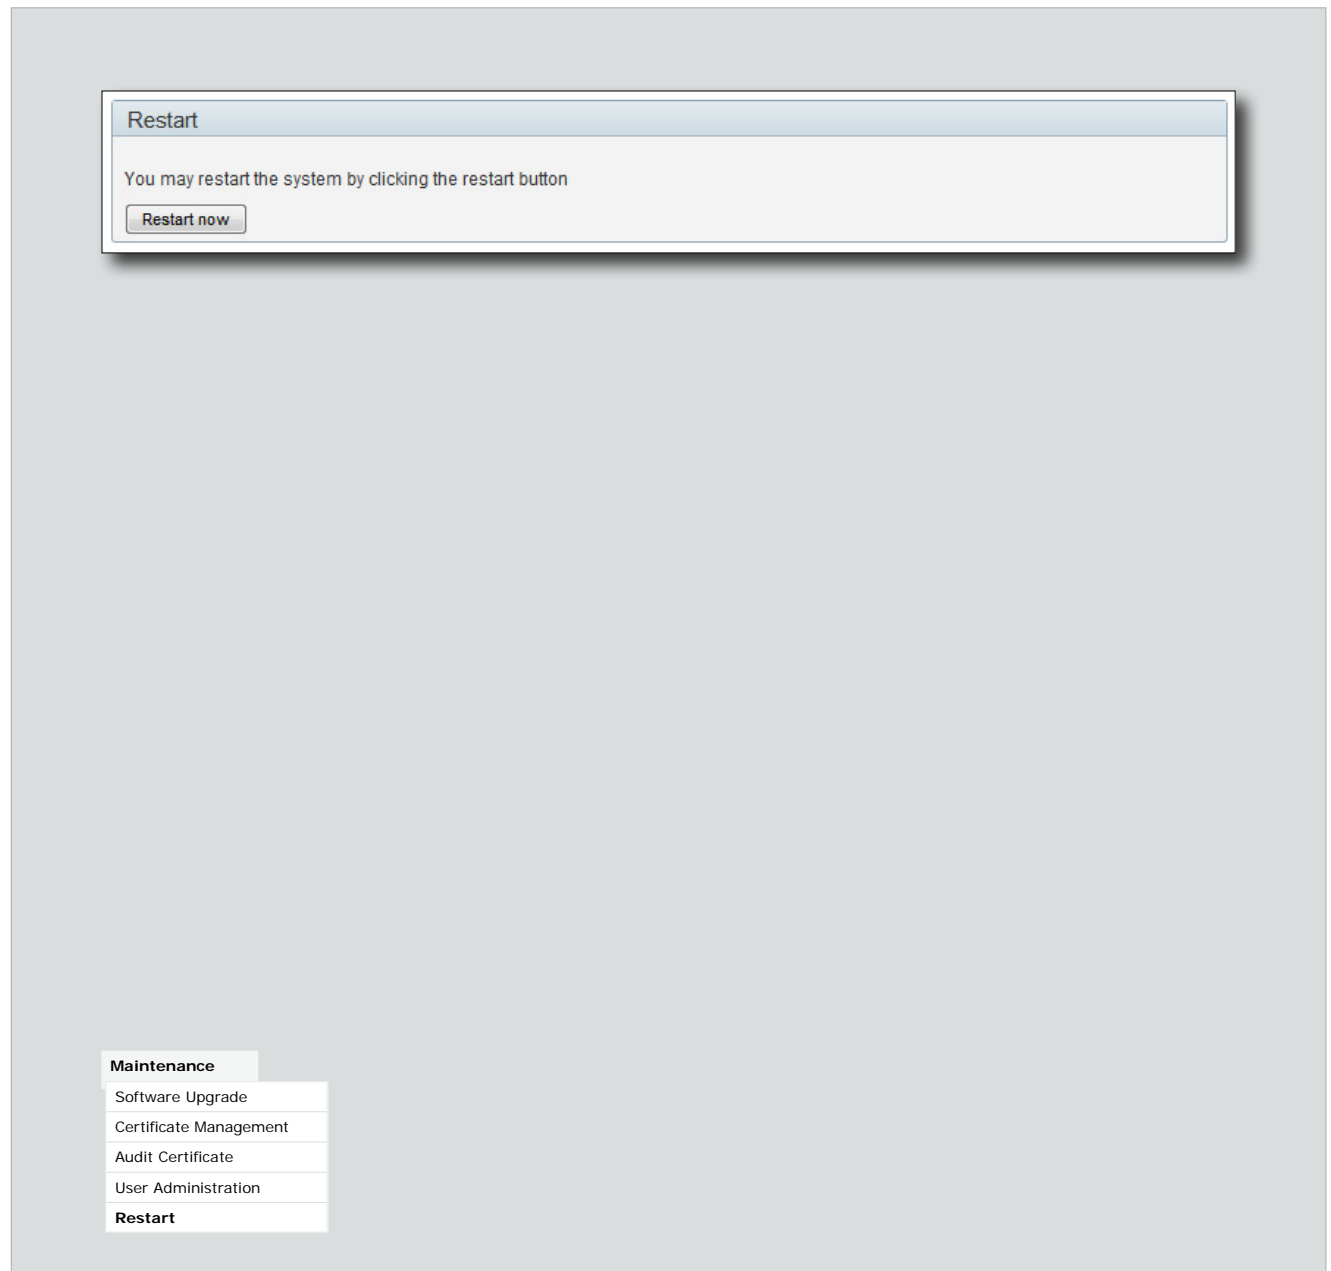 Restart
You may restart the system by clicking the restart button
Restart now
Maintenance
Software Upgrade
Certificate Management
Audit Certificate
User Administration
Restart